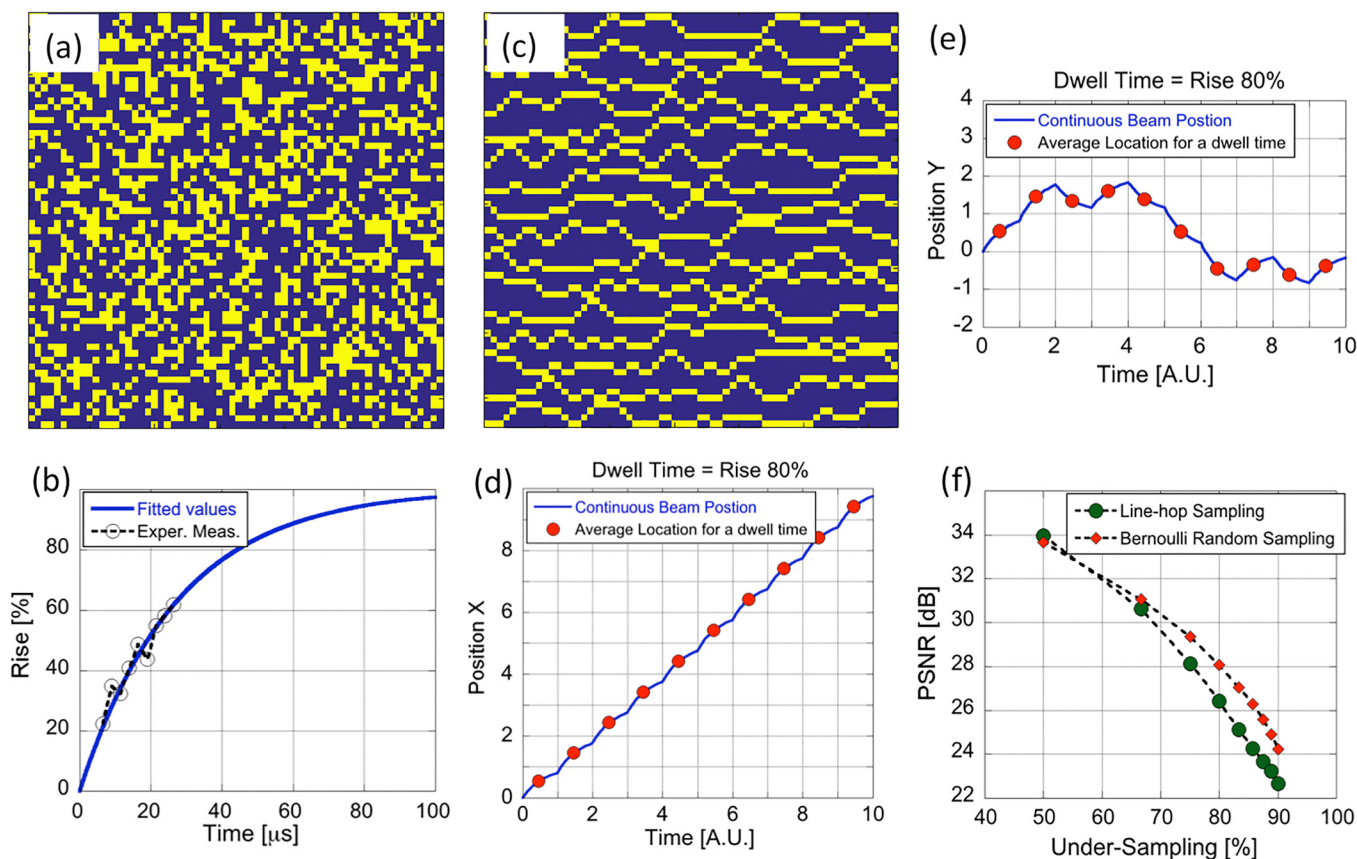 (a)
(c)
(e)
Dwell Time = Rise 80%
4
3
2
1
0
-1
-2
Position Y
Continuous Beam Postion
Average Location for a dwell time
0 2 4 6 8 10
Time [A.U.]
(b)
Fitted values
Exper. Meas.
80
60
40
20
0
Rise [%]
0 20 40 60 80 100
Time [μs]
(d)
Dwell Time = Rise 80%
Continuous Beam Postion
Average Location for a dwell time
8
6
4
2
0
Position X
0 2 4 6 8 10
Time [A.U.]
(f)
Line-hop Sampling
Bernoulli Random Sampling
34
32
30
28
26
24
22
PSNR [dB]
40 50 60 70 80 90 100
Under-Sampling [%]